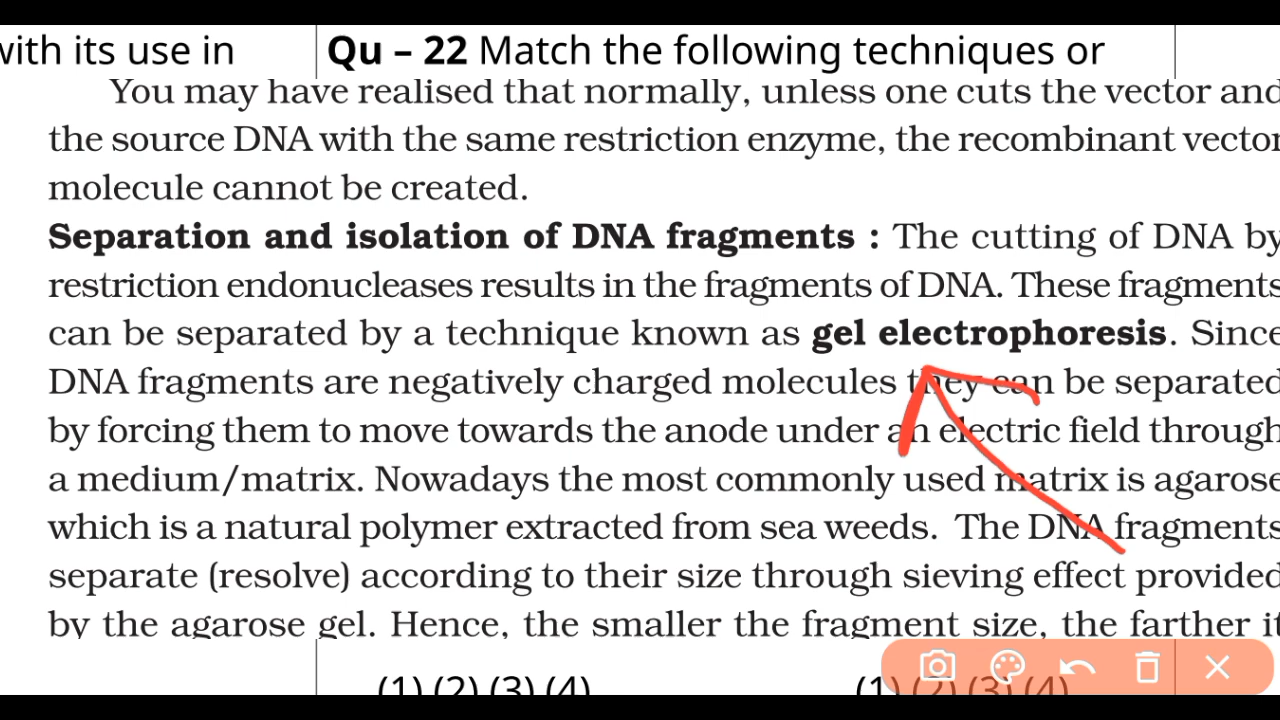 with its use in
Qu – 22 Match the following techniques or
You may have realised that normally, unless one cuts the vector and
the source DNA with the same restriction enzyme, the recombinant vector
molecule cannot be created.
Separation and isolation of DNA fragments : The cutting of DNA by
restriction endonucleases results in the fragments of DNA. These fragments
can be separated by a technique known as gel electrophoresis. Since
DNA fragments are negatively charged molecules they can be separated
by forcing them to move towards the anode under an electric field through
a medium/matrix. Nowadays the most commonly used matrix is agarose
which is a natural polymer extracted from sea weeds. The DNA fragments
separate (resolve) according to their size through sieving effect provided
by the agarose gel. Hence, the smaller the fragment size, the farther it
(1) (2) (3) (4)
(1) (2) (3) (4)